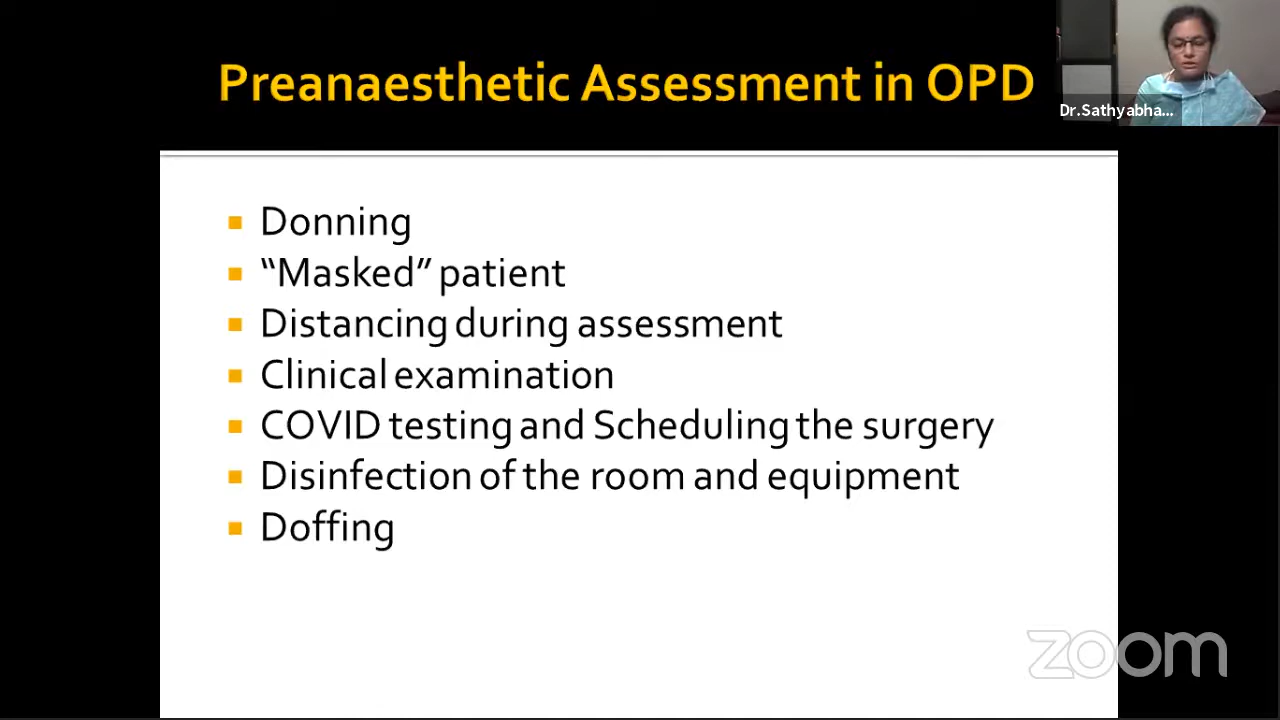 Preanaesthetic Assessment in OPD
Dr.Sathyabha...
Donning
“Masked” patient
Distancing during assessment
Clinical examination
COVID testing and Scheduling the surgery
Disinfection of the room and equipment
Doffing
zoom